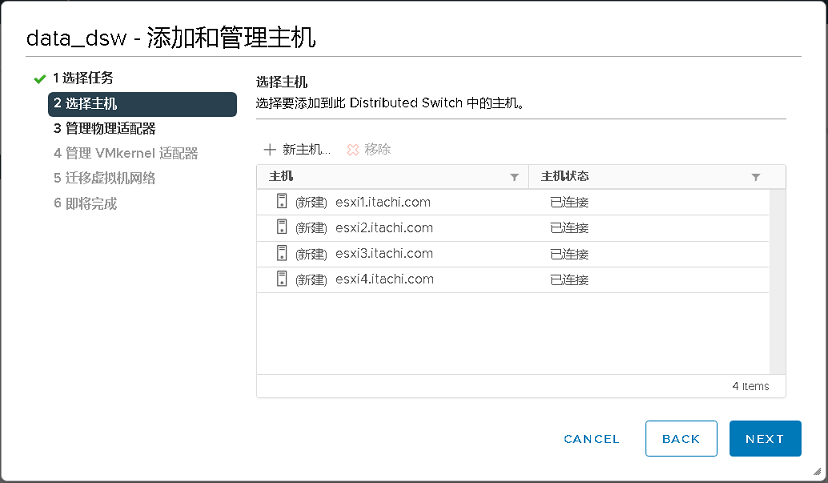 data_dsw - 添加和管理主机
1 选择任务
2 选择主机
3 管理物理适配器
4 管理 VMkernel 适配器
5 迁移虚拟机网络
6 即将完成
选择主机
选择要添加到此 Distributed Switch 中的主机。
新主机... 移除
主机 主机状态
(新建) esxi1.itachi.com 已连接
(新建) esxi2.itachi.com 已连接
(新建) esxi3.itachi.com 已连接
(新建) esxi4.itachi.com 已连接
4 items
CANCEL BACK NEXT